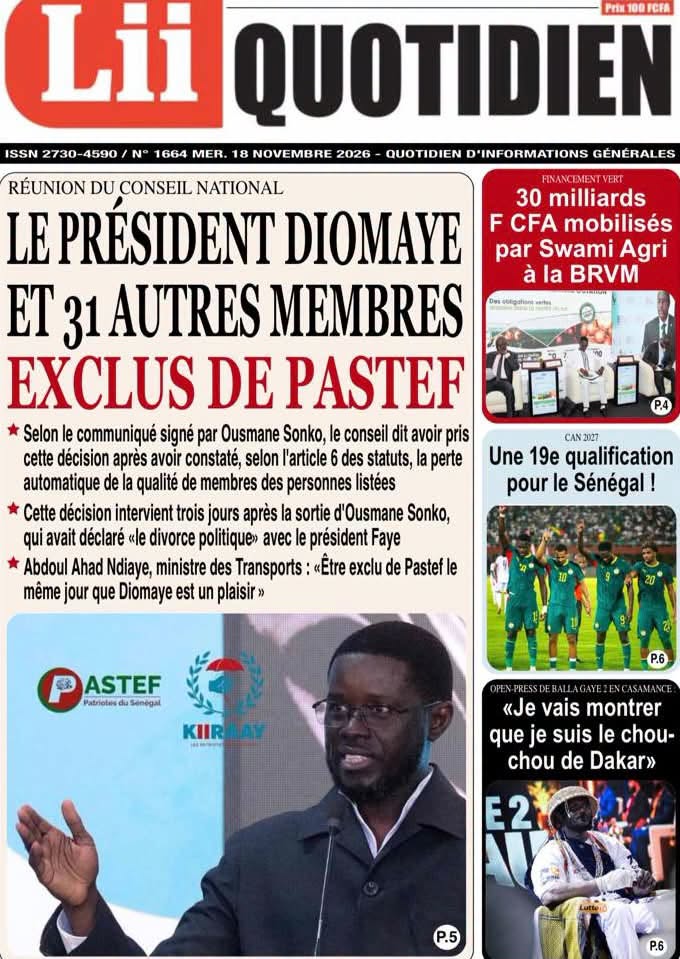 Prix 100 FCFA
Lii
QUOTIDIEN
ISSN 2730-4590 / N° 1664 MER. 18 NOVEMBRE 2026 - QUOTIDIEN D'INFORMATIONS GÉNÉRALES
RÉUNION DU CONSEIL NATIONAL
LE PRÉSIDENT DIOMAYE
ET 31 AUTRES MEMBRES
EXCLUS DE PASTEF
★ Selon le communiqué signé par Ousmane Sonko, le conseil dit avoir pris
cette décision après avoir constaté, selon l'article 6 des statuts, la perte
automatique de la qualité de membres des personnes listées
★ Cette décision intervient trois jours après la sortie d'Ousmane Sonko,
qui avait déclaré «le divorce politique» avec le président Faye
★ Abdoul Ahad Ndiaye, ministre des Transports : «Être exclu de Pastef le
même jour que Diomaye est un plaisir»
PASTEF
Patriotes du Sénégal
KIIRAAY
P.5
FINANCEMENT VERT
30 milliards
F CFA mobilisés
par Swami Agri
à la BRVM
Des obligations vertes
P.4
CAN 2027
Une 19e qualification
pour le Sénégal !
10
9
20
P.6
OPEN-PRESS DE BALLA GAYE 2 EN CASAMANCE :
«Je vais montrer
que je suis le chou-
chou de Dakar»
E 2
Lutte
P.6